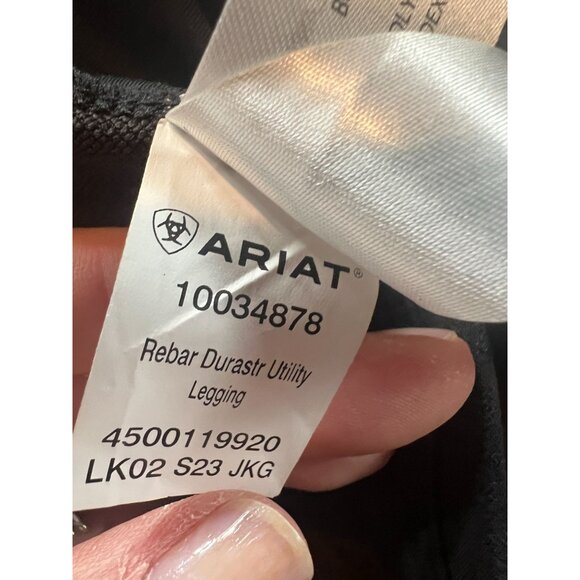 ARIAT®
10034878
Rebar Durastr Utility
Legging
4500119920
LK02 S23 JKG